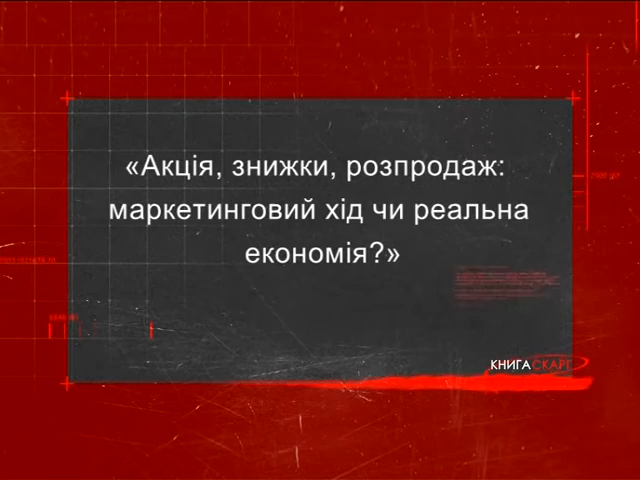 «Акція, знижки, розпродаж:
маркетинговий хід чи реальна
економія?»
КНИГА СКАРГ